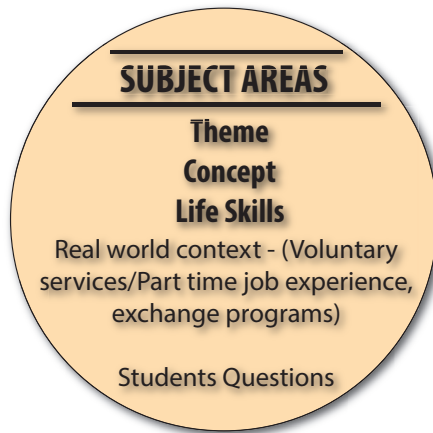 SUBJECT AREAS
Theme
Concept
Life Skills
Real world context - (Voluntary
services/Part time job experience,
exchange programs)
Students Questions